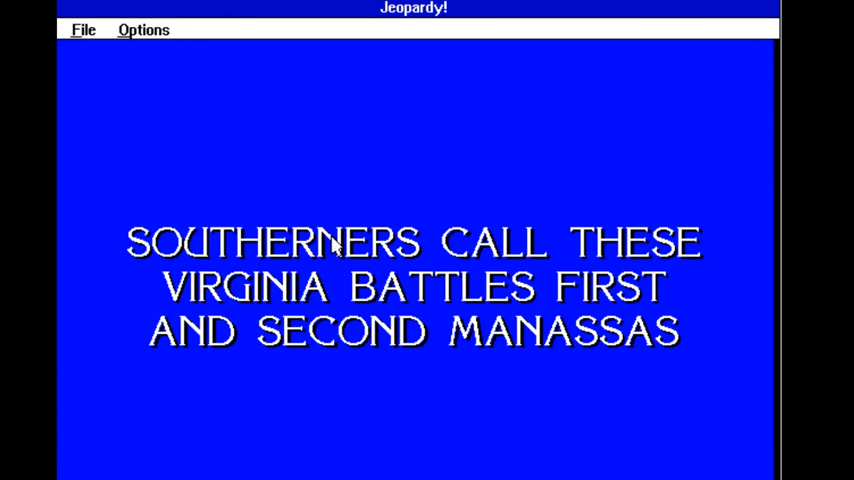 Jeopardy!
File Options
SOUTHERNERS CALL THESE
VIRGINIA BATTLES FIRST
AND SECOND MANASSAS